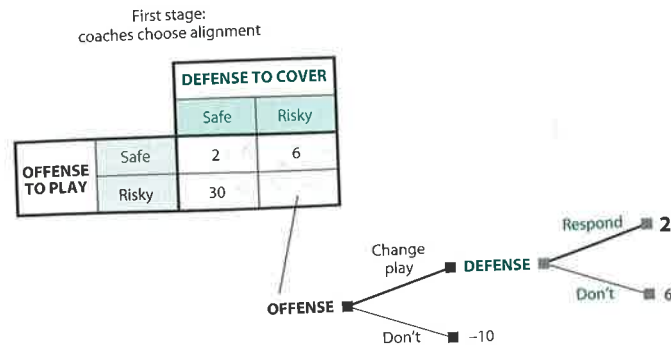 First stage:
coaches choose alignment
DEFENSE TO COVER
Safe Risky
OFFENSE
TO PLAY
Safe 2 6
Risky 30
Change
play
Respond 2
DEFENSE
Don't 6
OFFENSE
Don't -10